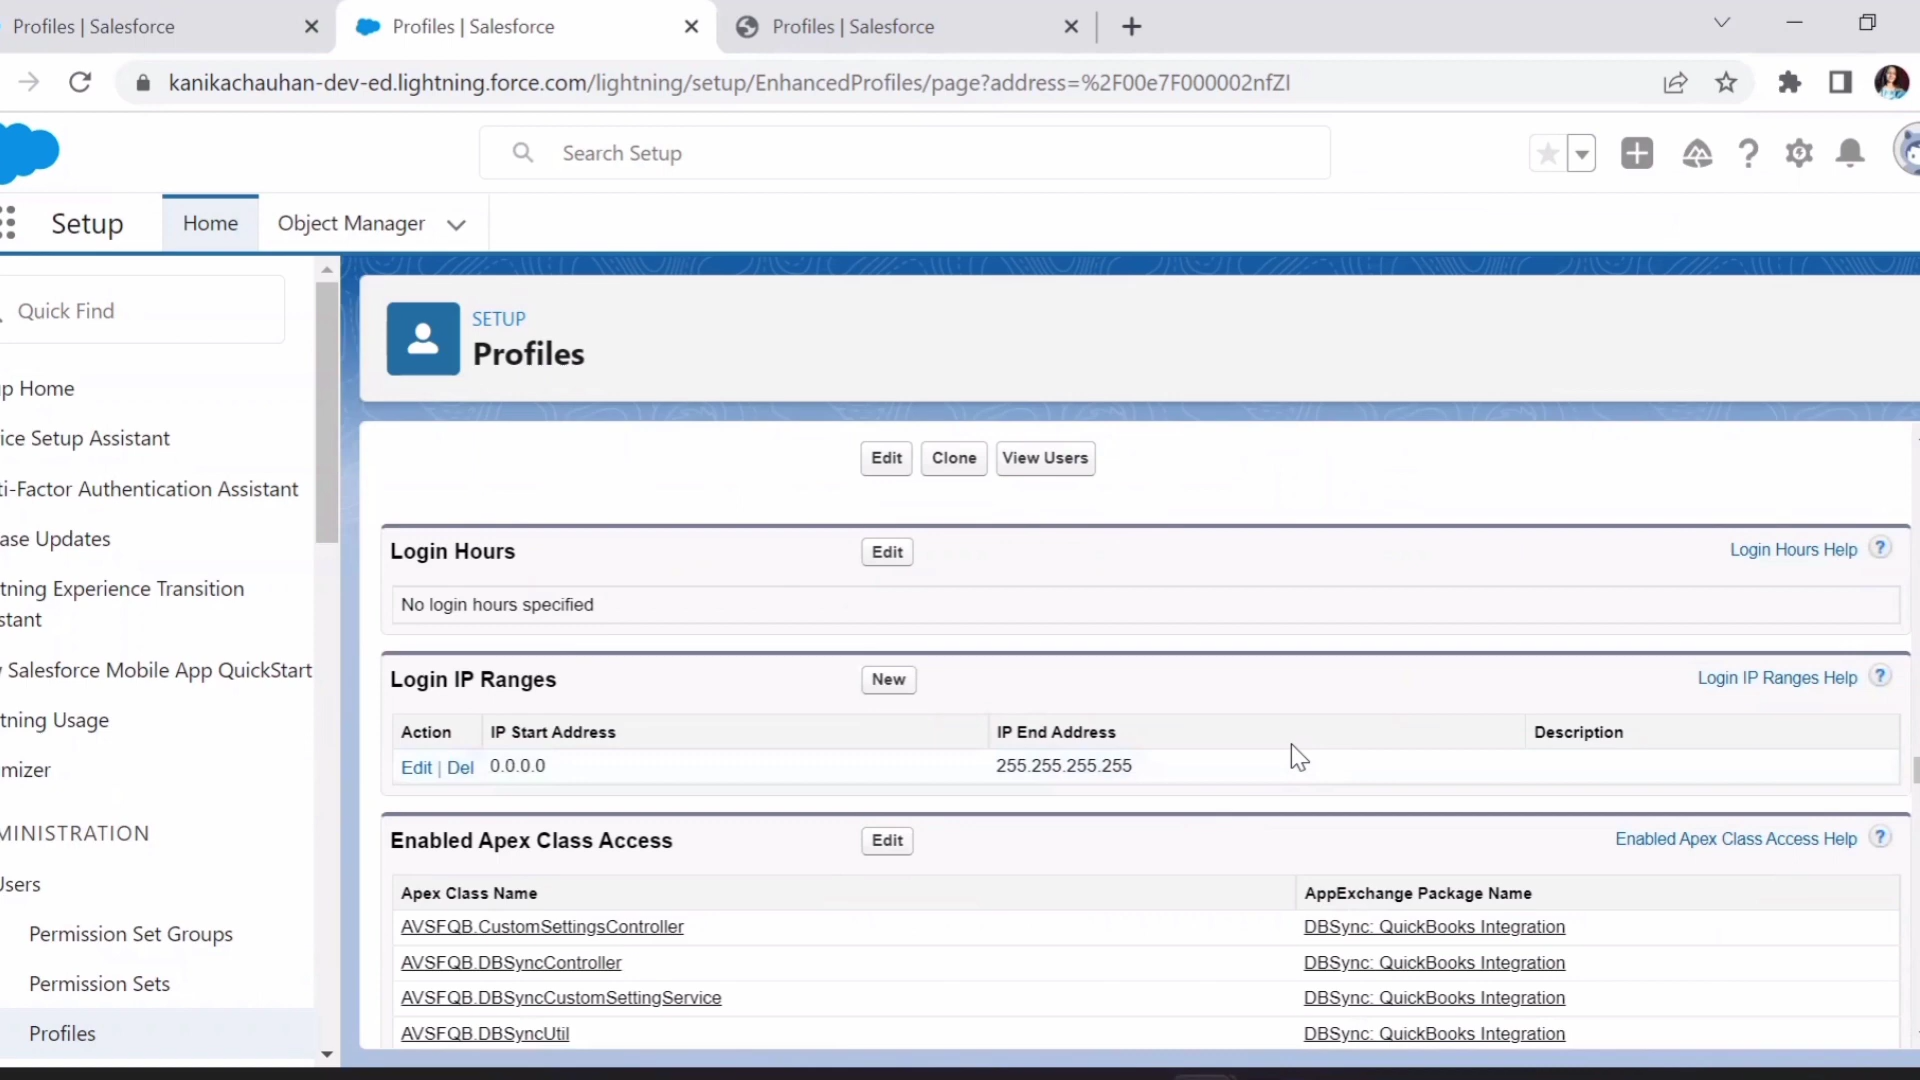 Profiles | Salesforce
Profiles | Salesforce
Profiles | Salesforce
kanikachauhan-dev-ed.lightning.force.com/lightning/setup/EnhancedProfiles/page?address=%2F00e7F000002nfZI
Search Setup
Setup
Home
Object Manager
Quick Find
p Home
ice Setup Assistant
ti-Factor Authentication Assistant
ase Updates
tning Experience Transition
stant
Salesforce Mobile App QuickStart
tning Usage
mizer
MINISTRATION
Users
Permission Set Groups
Permission Sets
Profiles
SETUP
Profiles
Edit
Clone
View Users
Login Hours
Edit
Login Hours Help ?
No login hours specified
Login IP Ranges
New
Login IP Ranges Help ?
Action IP Start Address IP End Address Description
Edit | Del 0.0.0.0 255.255.255.255
Enabled Apex Class Access
Edit
Enabled Apex Class Access Help ?
Apex Class Name AppExchange Package Name
AVSFQB.CustomSettingsController DBSync: QuickBooks Integration
AVSFQB.DBSyncController DBSync: QuickBooks Integration
AVSFQB.DBSyncCustomSettingService DBSync: QuickBooks Integration
AVSFQB.DBSyncUtil DBSync: QuickBooks Integration